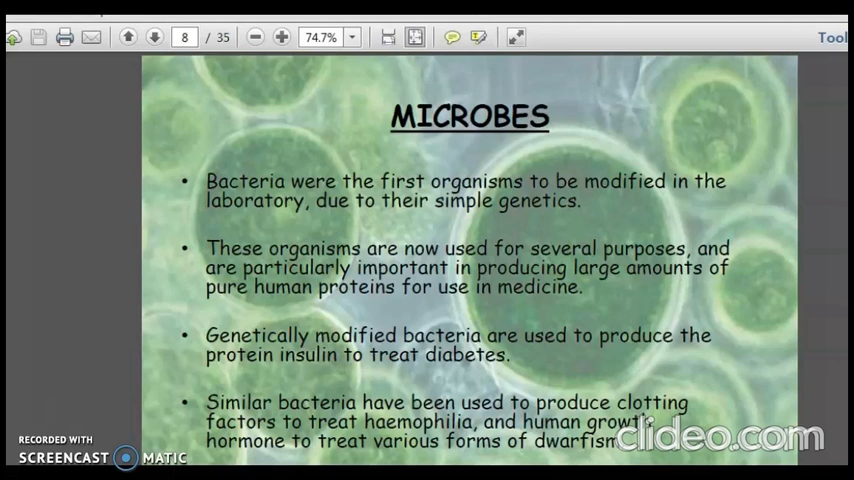 8 / 35 74.7% Tool
MICROBES
• Bacteria were the first organisms to be modified in the
laboratory, due to their simple genetics.
• These organisms are now used for several purposes, and
are particularly important in producing large amounts of
pure human proteins for use in medicine.
• Genetically modified bacteria are used to produce the
protein insulin to treat diabetes.
• Similar bacteria have been used to produce clotting
factors to treat haemophilia, and human growth
hormone to treat various forms of dwarfism
clideo.com
RECORDED WITH
SCREENCAST MATIC